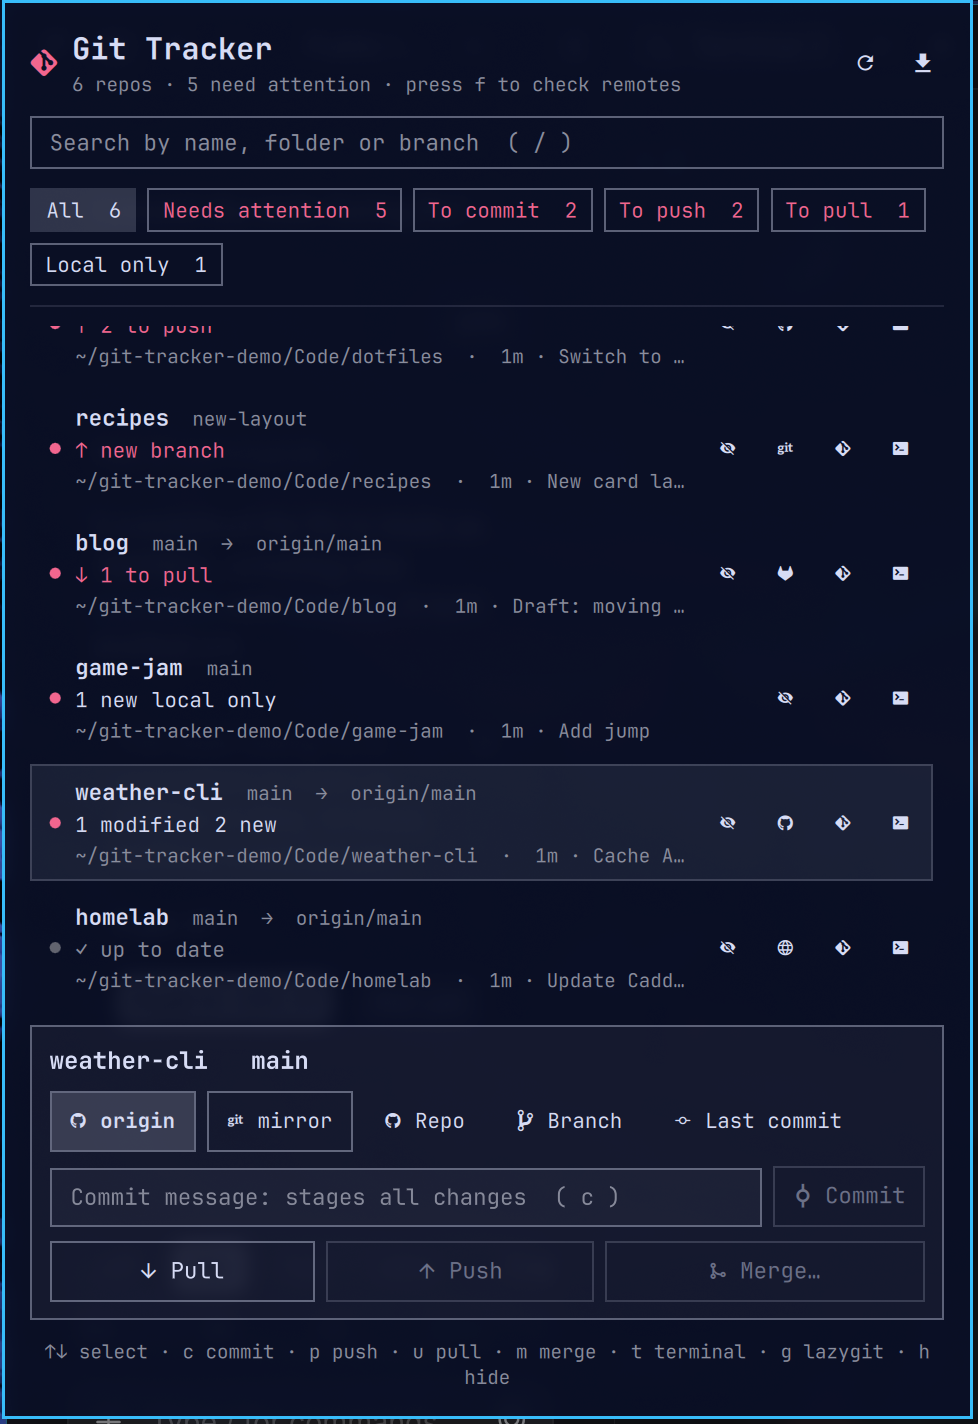 Git Tracker
6 repos · 5 need attention · press f to check remotes
Search by name, folder or branch ( / )
All 6
Needs attention 5
To commit 2
To push 2
To pull 1
Local only 1
↑ 2 to push
~/git-tracker-demo/Code/dotfiles · 1m · Switch to …
recipes new-layout
↑ new branch
git
~/git-tracker-demo/Code/recipes · 1m · New card la…
blog main → origin/main
↓ 1 to pull
~/git-tracker-demo/Code/blog · 1m · Draft: moving …
game-jam main
1 new local only
~/git-tracker-demo/Code/game-jam · 1m · Add jump
weather-cli main → origin/main
1 modified 2 new
~/git-tracker-demo/Code/weather-cli · 1m · Cache A…
homelab main → origin/main
✓ up to date
~/git-tracker-demo/Code/homelab · 1m · Update Cadd…
weather-cli main
origin
git mirror
Repo
Branch
Last commit
Commit message: stages all changes ( c )
Commit
↓ Pull
↑ Push
Merge…
↑↓ select · c commit · p push · u pull · m merge · t terminal · g lazygit · h
hide